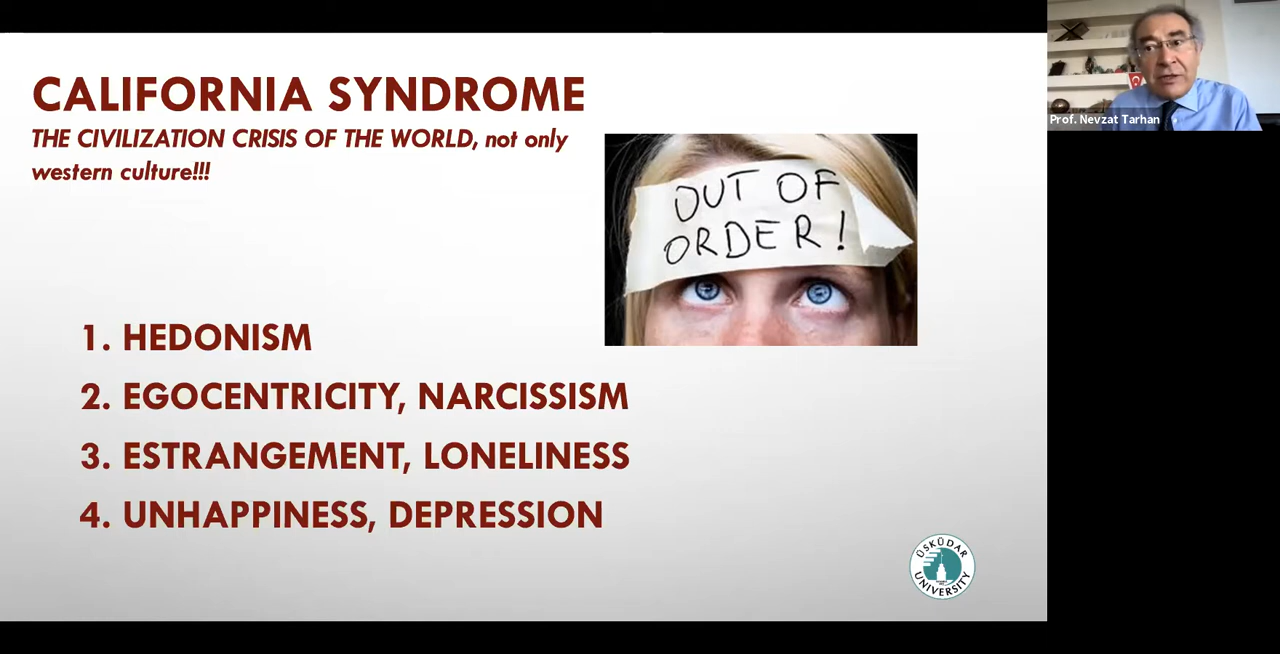 CALIFORNIA SYNDROME
THE CIVILIZATION CRISIS OF THE WORLD, not only
western culture!!!
OUT OF
ORDER!
1. HEDONISM
2. EGOCENTRICITY, NARCISSISM
3. ESTRANGEMENT, LONELINESS
4. UNHAPPINESS, DEPRESSION
ÜSKÜDAR
UNIVERSITY
Prof. Nevzat Tarhan